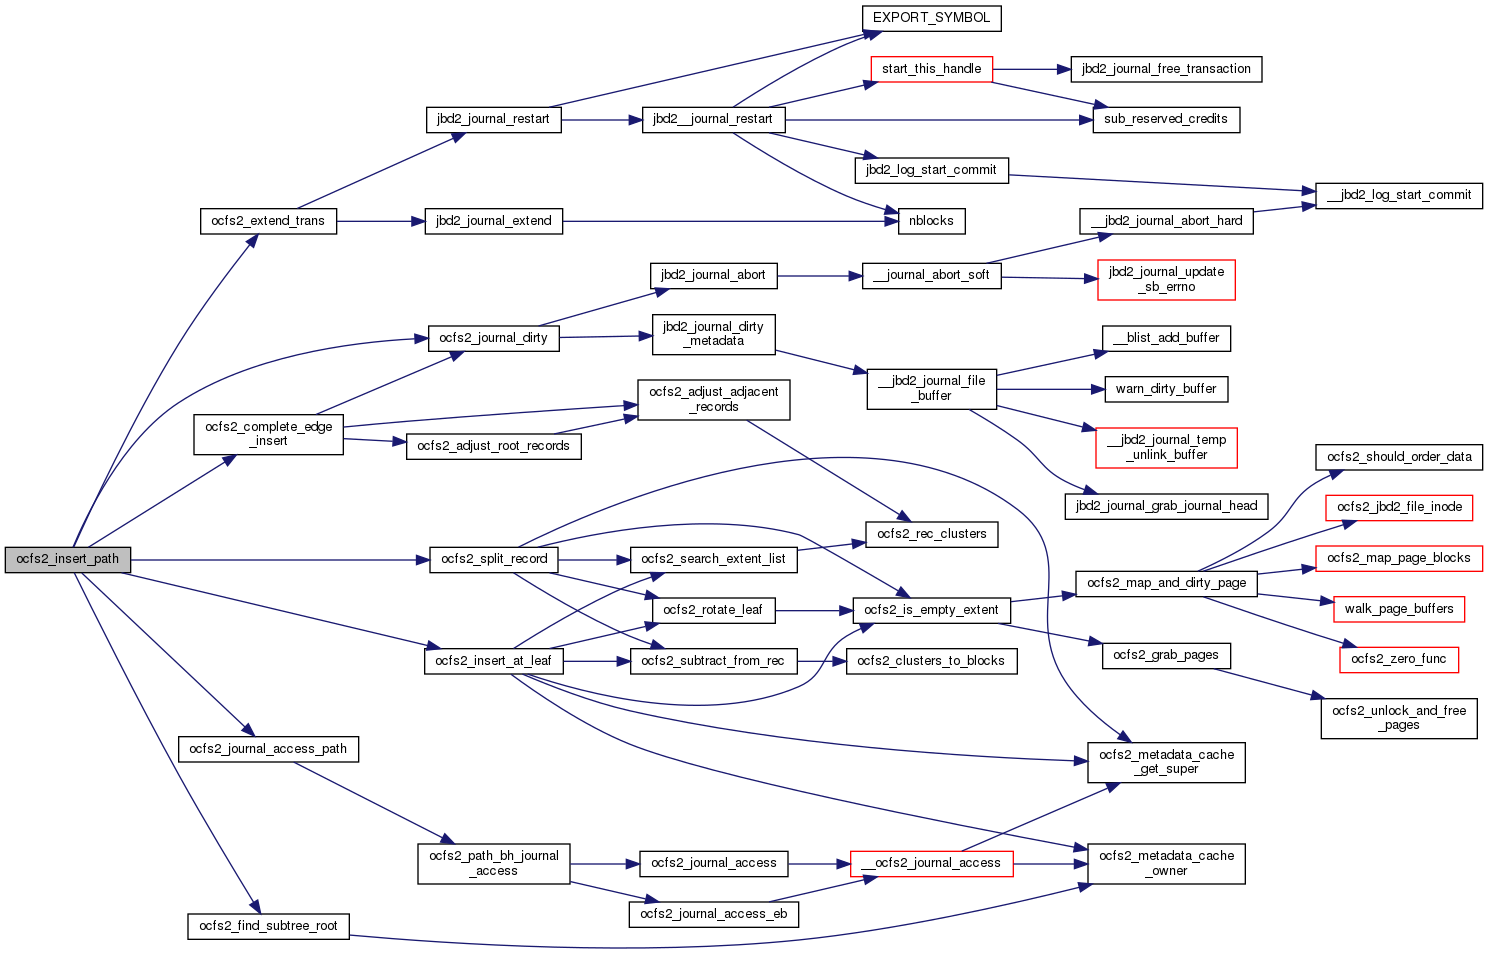 EXPORT_SYMBOL
start_this_handle
jbd2_journal_free_transaction
jbd2_journal_restart
jbd2__journal_restart
sub_reserved_credits
jbd2_log_start_commit
__jbd2_log_start_commit
ocfs2_extend_trans
jbd2_journal_extend
nblocks
__jbd2_journal_abort_hard
jbd2_journal_abort
__journal_abort_soft
jbd2_journal_update
_sb_errno
ocfs2_journal_dirty
jbd2_journal_dirty
_metadata
__blist_add_buffer
__jbd2_journal_file
_buffer
warn_dirty_buffer
ocfs2_adjust_adjacent
_records
ocfs2_complete_edge
_insert
ocfs2_adjust_root_records
__jbd2_journal_temp
_unlink_buffer
ocfs2_should_order_data
jbd2_journal_grab_journal_head
ocfs2_jbd2_file_inode
ocfs2_rec_clusters
ocfs2_insert_path
ocfs2_split_record
ocfs2_search_extent_list
ocfs2_map_page_blocks
ocfs2_map_and_dirty_page
ocfs2_rotate_leaf
ocfs2_is_empty_extent
walk_page_buffers
ocfs2_insert_at_leaf
ocfs2_subtract_from_rec
ocfs2_clusters_to_blocks
ocfs2_grab_pages
ocfs2_zero_func
ocfs2_unlock_and_free
_pages
ocfs2_journal_access_path
ocfs2_metadata_cache
_get_super
ocfs2_path_bh_journal
_access
ocfs2_journal_access
__ocfs2_journal_access
ocfs2_metadata_cache
_owner
ocfs2_journal_access_eb
ocfs2_find_subtree_root